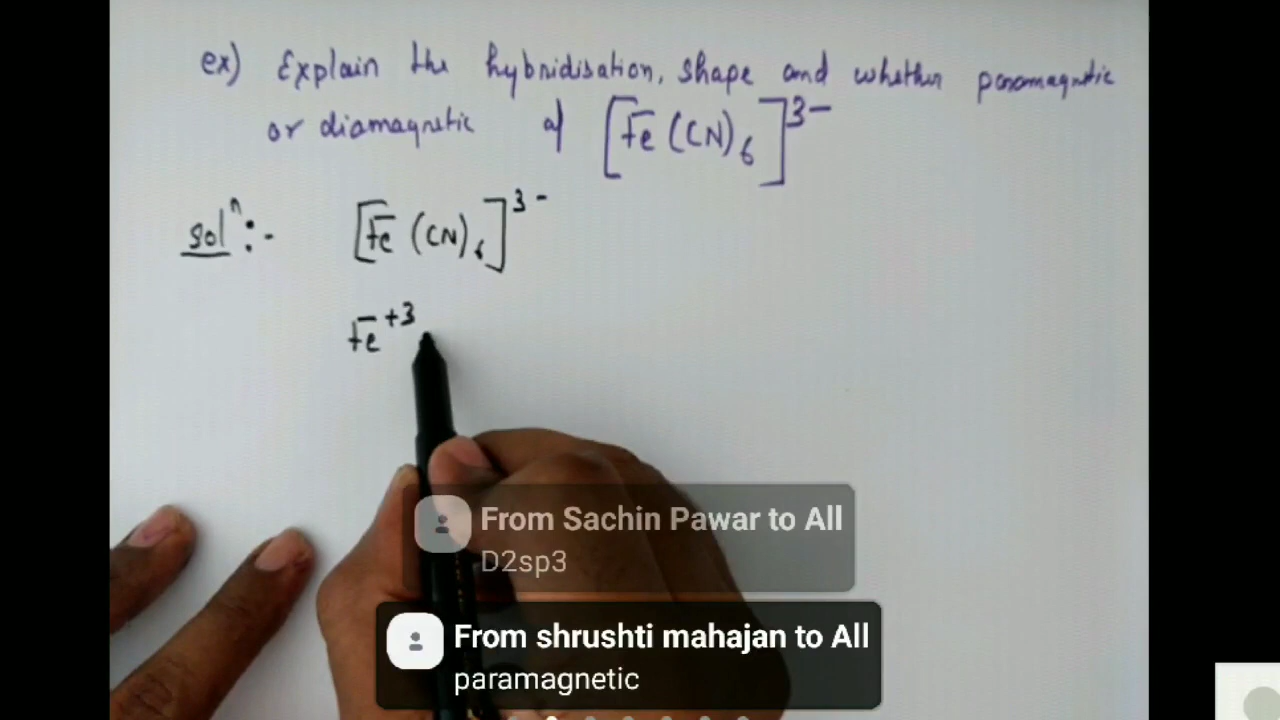 ex) Explain the hybridisation, shape and whether paramagnetic
or diamagnetic of [Fe(CN)6]3-
soln :- [Fe(CN)6]3-
Fe+3
From Sachin Pawar to All
D2sp3
From shrushti mahajan to All
paramagnetic